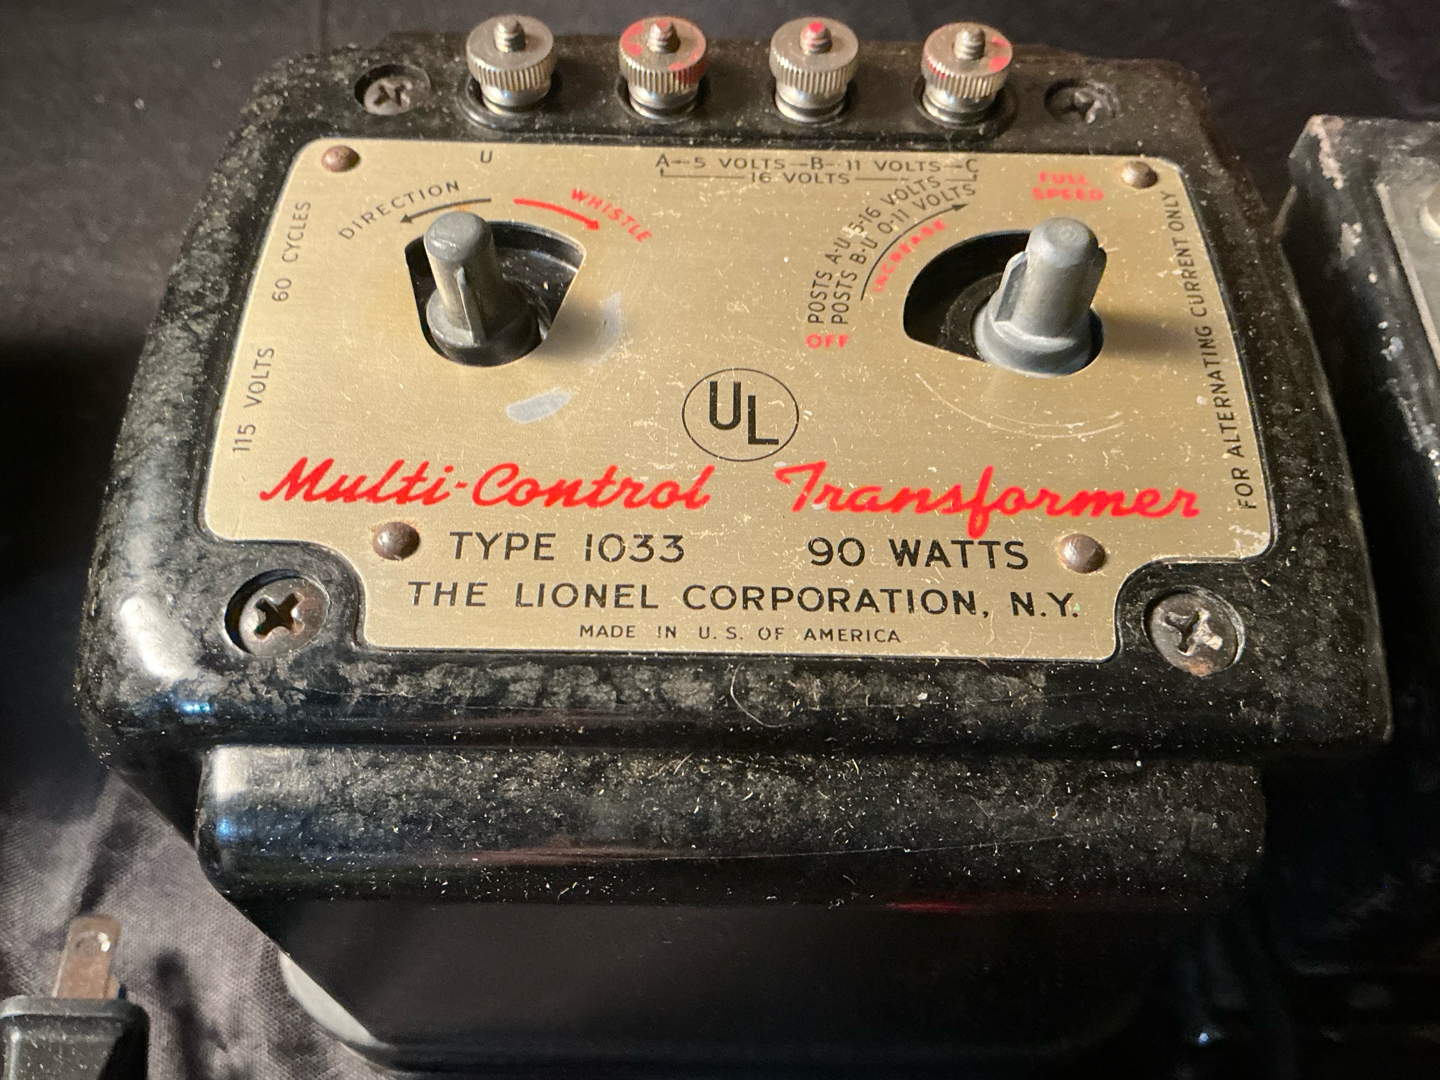 U
A 5 VOLTS B 11 VOLTS C
16 VOLTS
DIRECTION
WHISTLE
FULL
SPEED
POSTS A-U 5-16 VOLTS
POSTS B-U 0-11 VOLTS
INCREASE
OFF
115 VOLTS 60 CYCLES
FOR ALTERNATING CURRENT ONLY
UL
Multi-Control Transformer
TYPE 1033 90 WATTS
THE LIONEL CORPORATION, N.Y.
MADE IN U.S. OF AMERICA